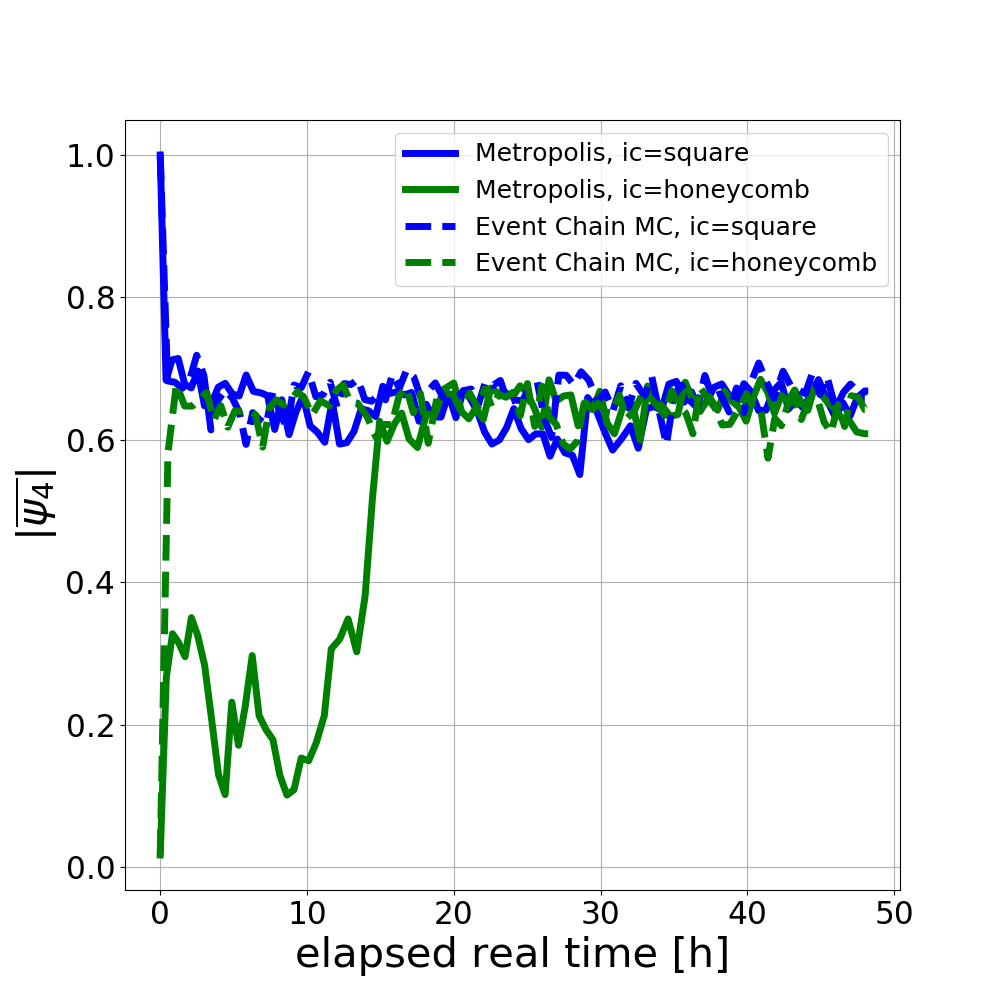 Metropolis, ic=square
Metropolis, ic=honeycomb
Event Chain MC, ic=square
Event Chain MC, ic=honeycomb
1.0
0.8
0.6
0.4
0.2
0.0
|ψ̅₄|
0 10 20 30 40 50
elapsed real time [h]